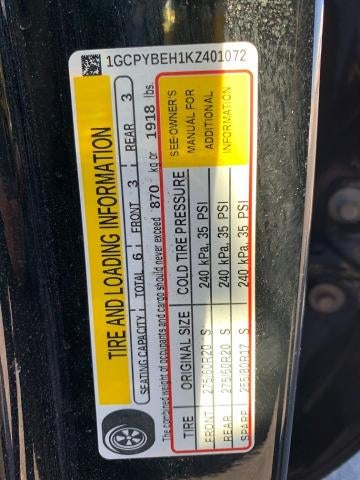 1GCPYBEH1KZ401072
TIRE AND LOADING INFORMATION
SEATING CAPACITY TOTAL 6 FRONT 3 REAR 3
The combined weight of occupants and cargo should never exceed 870 kg or 1918 lbs.
TIRE ORIGINAL SIZE COLD TIRE PRESSURE SEE OWNER'S
FRONT 275/60R20 S 240 kPa, 35 PSI MANUAL FOR
REAR 275/60R20 S 240 kPa, 35 PSI ADDITIONAL
SPARE 255/80R17 S 240 kPa, 35 PSI INFORMATION